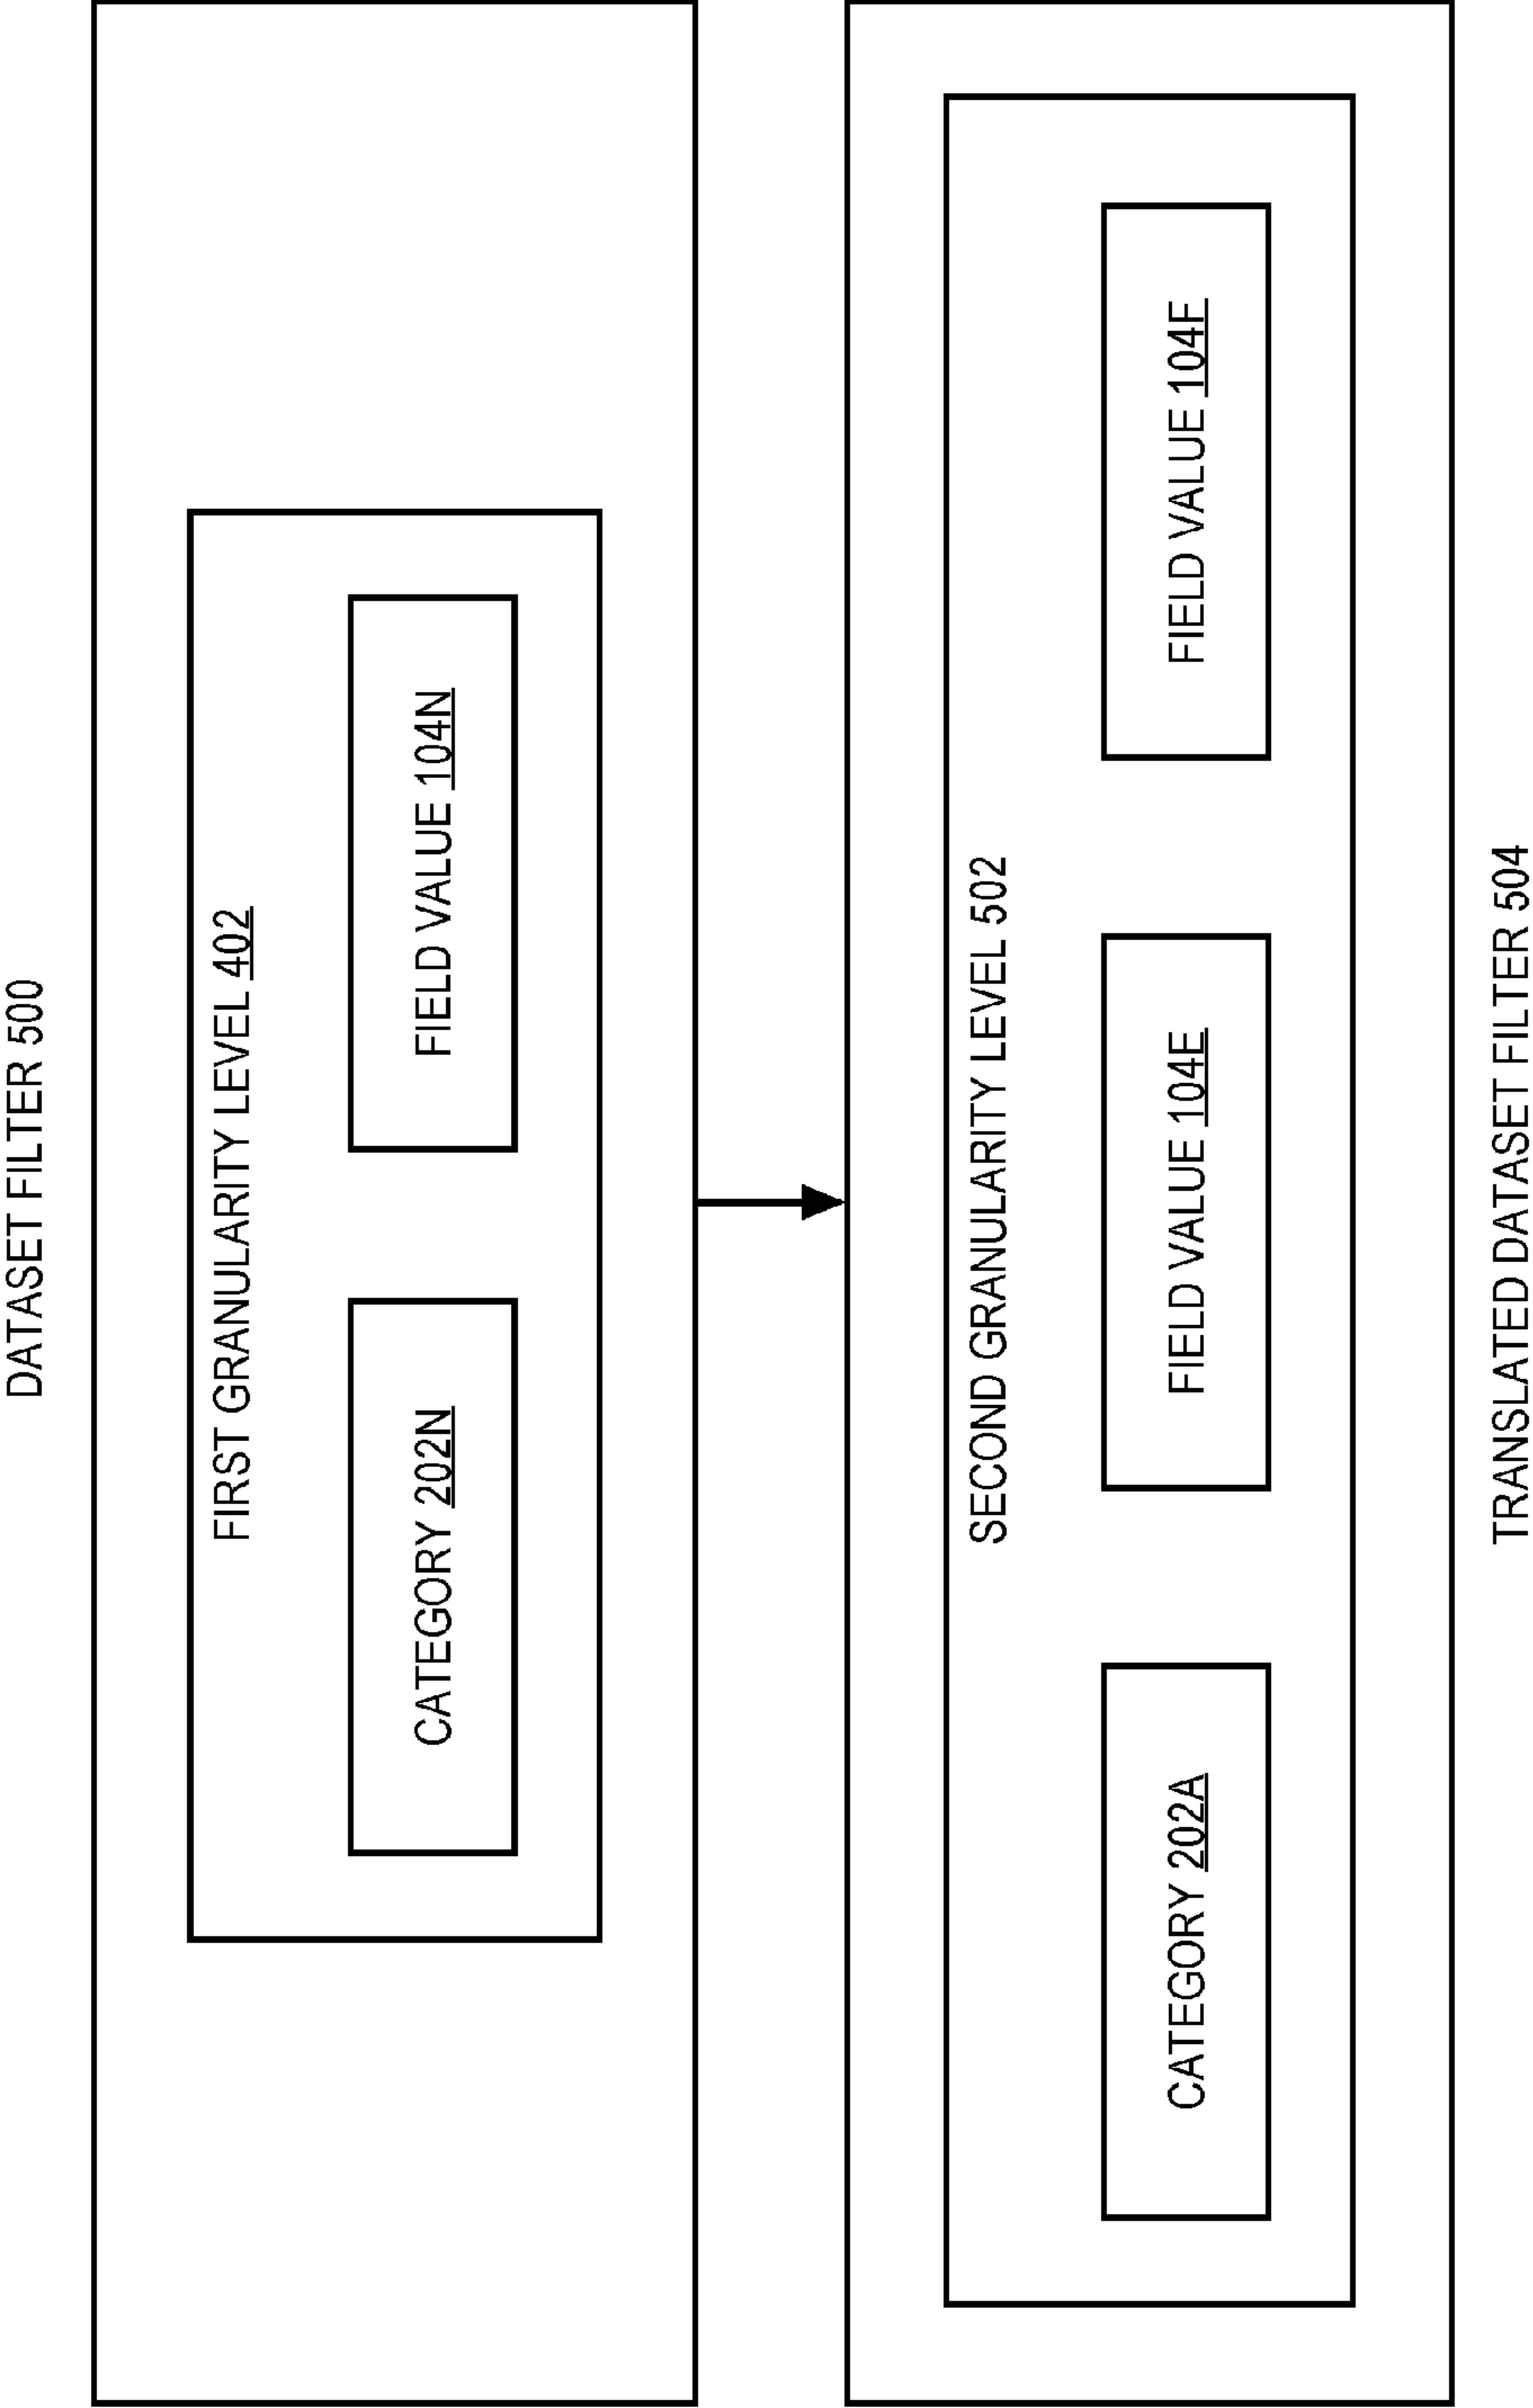 DATASET FILTER 500
FIRST GRANULARITY LEVEL 402
CATEGORY 202N
FIELD VALUE 104N
SECOND GRANULARITY LEVEL 502
CATEGORY 202A
FIELD VALUE 104E
FIELD VALUE 104F
TRANSLATED DATASET FILTER 504